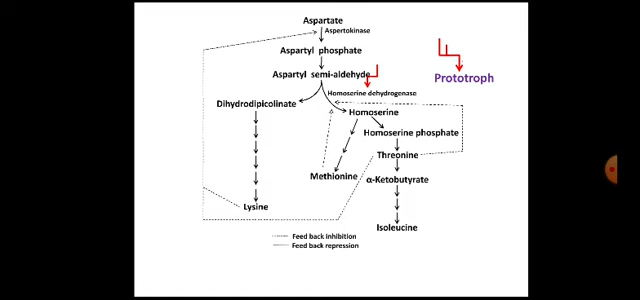 Aspartate
Aspertokinase
Aspartyl phosphate
Aspartyl semi-aldehyde
Prototroph
Homoserine dehydrogenase
Dihydrodipicolinate
Homoserine
Homoserine phosphate
Threonine
Methionine
α-Ketobutyrate
Lysine
Isoleucine
Feed back Inhibition
Feed back repression